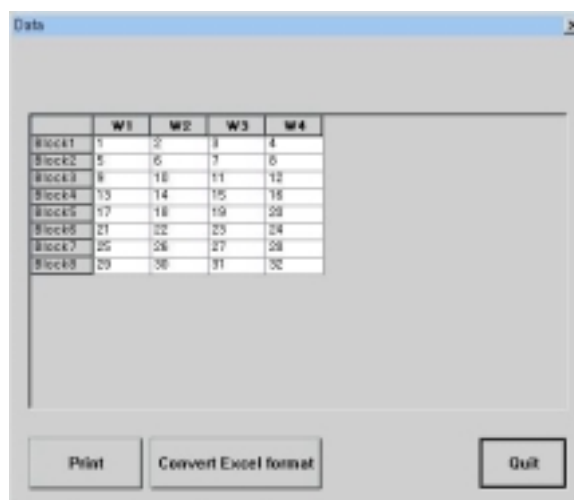 Data
W1 W2 W3 W4
Block1 1 2 3 4
Block2 5 6 7 8
Block3 9 10 11 12
Block4 13 14 15 16
Block5 17 18 19 20
Block6 21 22 23 24
Block7 25 26 27 28
Block8 29 30 31 32
Print Convert Excel format Quit